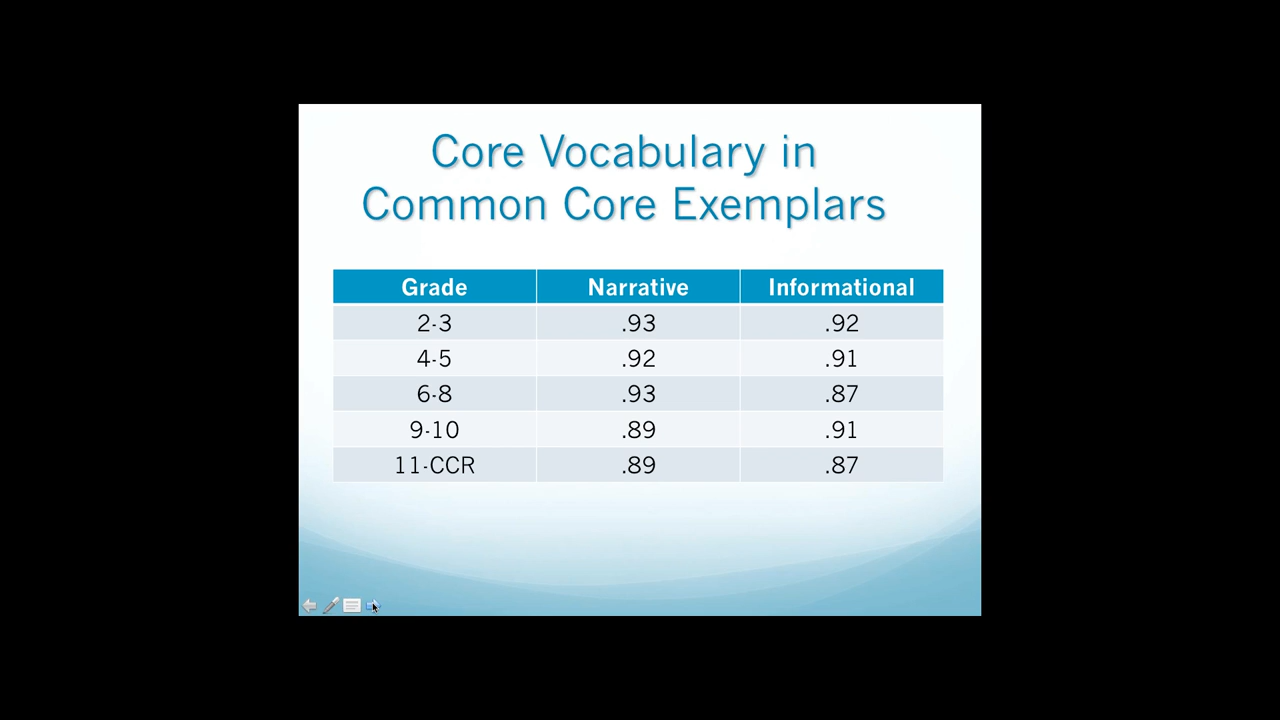 Core Vocabulary in
Common Core Exemplars
Grade Narrative Informational
2-3 .93 .92
4-5 .92 .91
6-8 .93 .87
9-10 .89 .91
11-CCR .89 .87